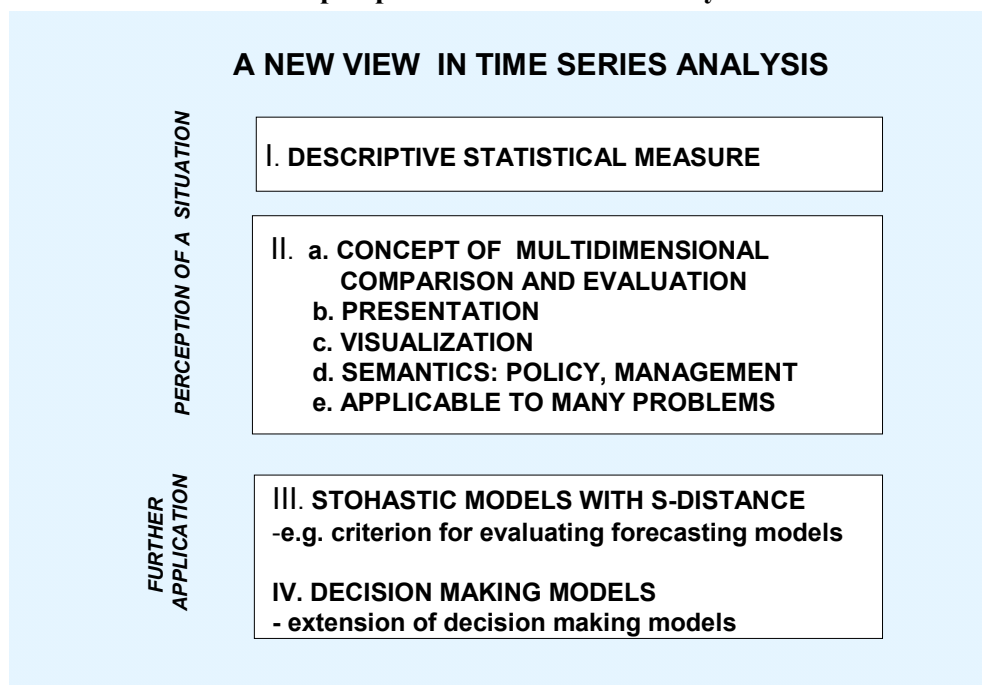 A NEW VIEW IN TIME SERIES ANALYSIS
PERCEPTION OF A SITUATION
I. DESCRIPTIVE STATISTICAL MEASURE
II. a. CONCEPT OF MULTIDIMENSIONAL
COMPARISON AND EVALUATION
b. PRESENTATION
c. VISUALIZATION
d. SEMANTICS: POLICY, MANAGEMENT
e. APPLICABLE TO MANY PROBLEMS
FURTHER
APPLICATION
III. STOHASTIC MODELS WITH S-DISTANCE
-e.g. criterion for evaluating forecasting models
IV. DECISION MAKING MODELS
- extension of decision making models